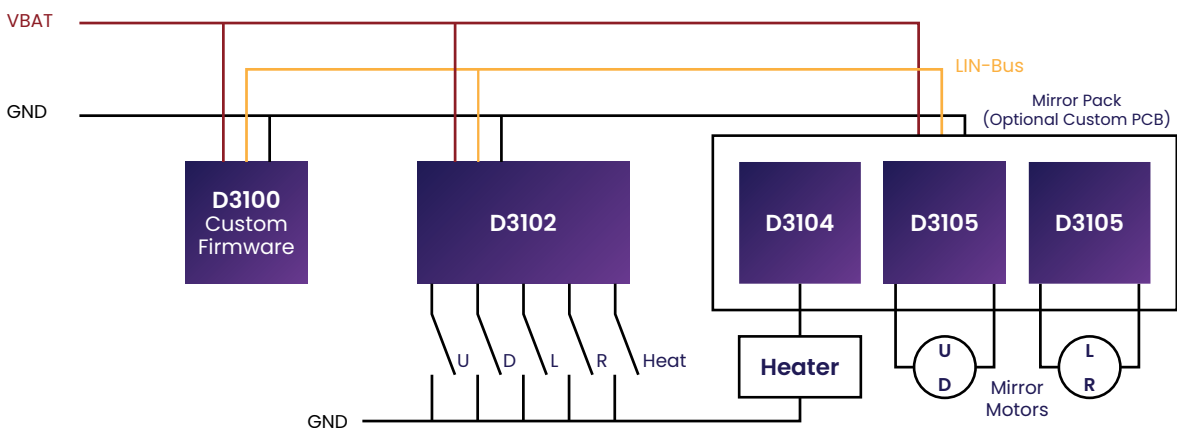 VBAT
LIN-Bus
GND
Mirror Pack
(Optional Custom PCB)
D3100
Custom
Firmware
D3102
D3104
D3105
D3105
U
D
L
R
Heat
Heater
U
D
L
R
Mirror
Motors
GND